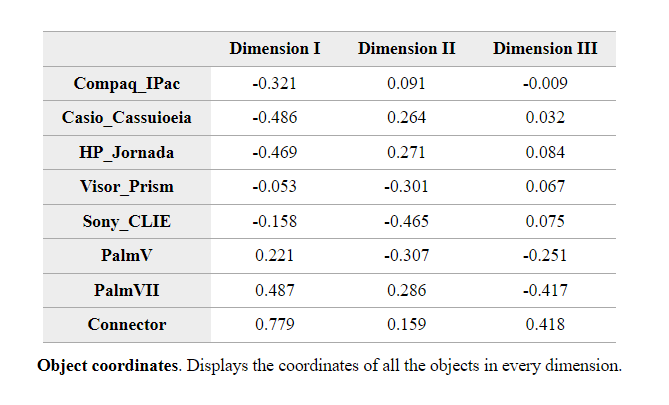 Dimension I Dimension II Dimension III
Compaq_IPac -0.321 0.091 -0.009
Casio_Cassuioeia -0.486 0.264 0.032
HP_Jornada -0.469 0.271 0.084
Visor_Prism -0.053 -0.301 0.067
Sony_CLIE -0.158 -0.465 0.075
PalmV 0.221 -0.307 -0.251
PalmVII 0.487 0.286 -0.417
Connector 0.779 0.159 0.418
Object coordinates. Displays the coordinates of all the objects in every dimension.